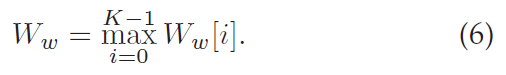 $W_w = \max_{i=0}^{K-1} W_w[i].$ (6)